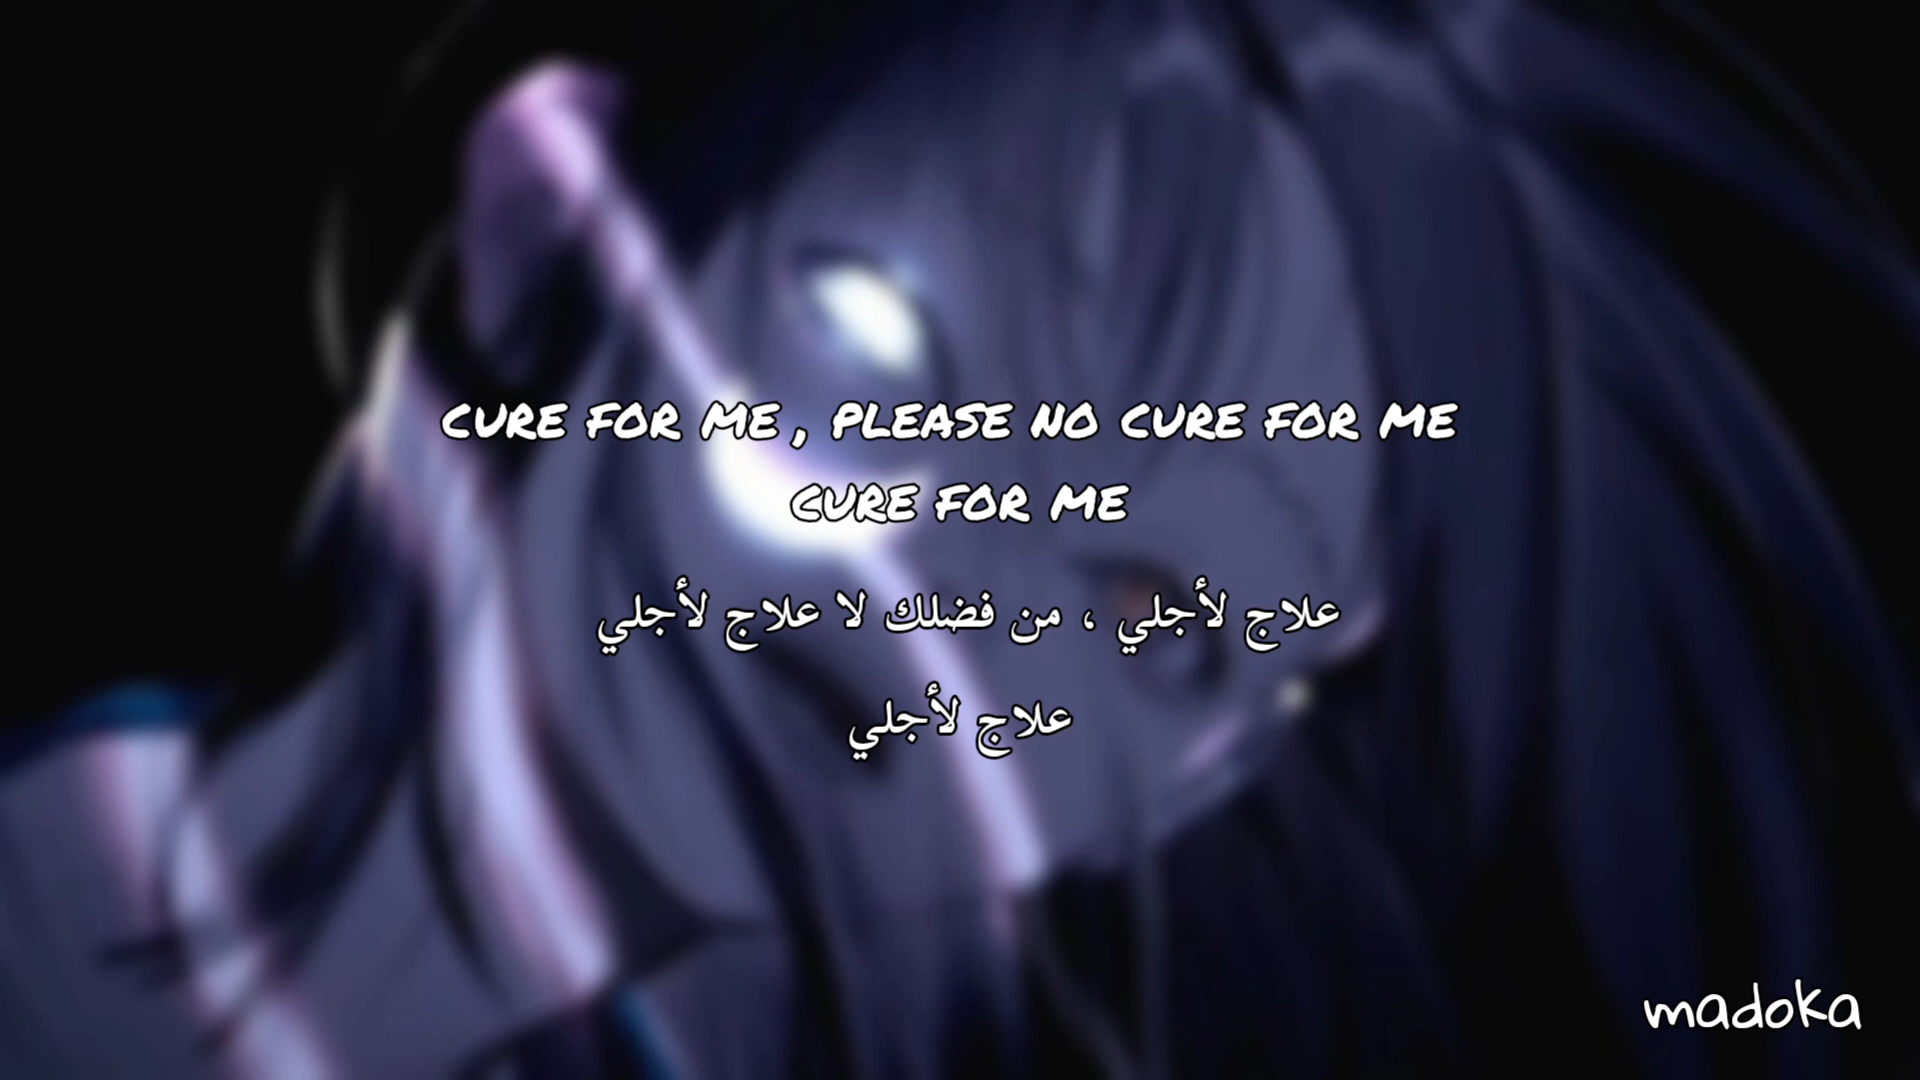 CURE FOR ME , PLEASE NO CURE FOR ME
CURE FOR ME
علاج لأجلي ، من فضلك لا علاج لأجلي
علاج لأجلي
madoka